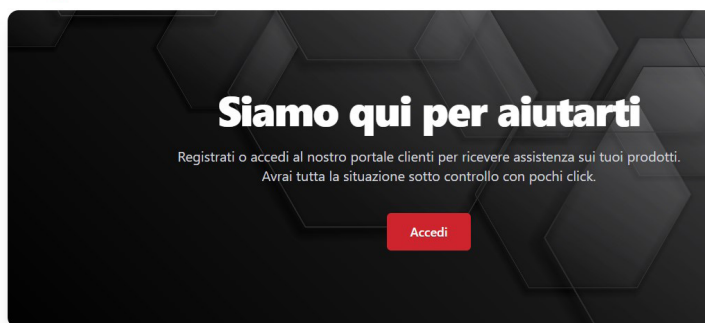 Siamo qui per aiutarti
Registrati o accedi al nostro portale clienti per ricevere assistenza sui tuoi prodotti.
Avrai tutta la situazione sotto controllo con pochi click.
Accedi